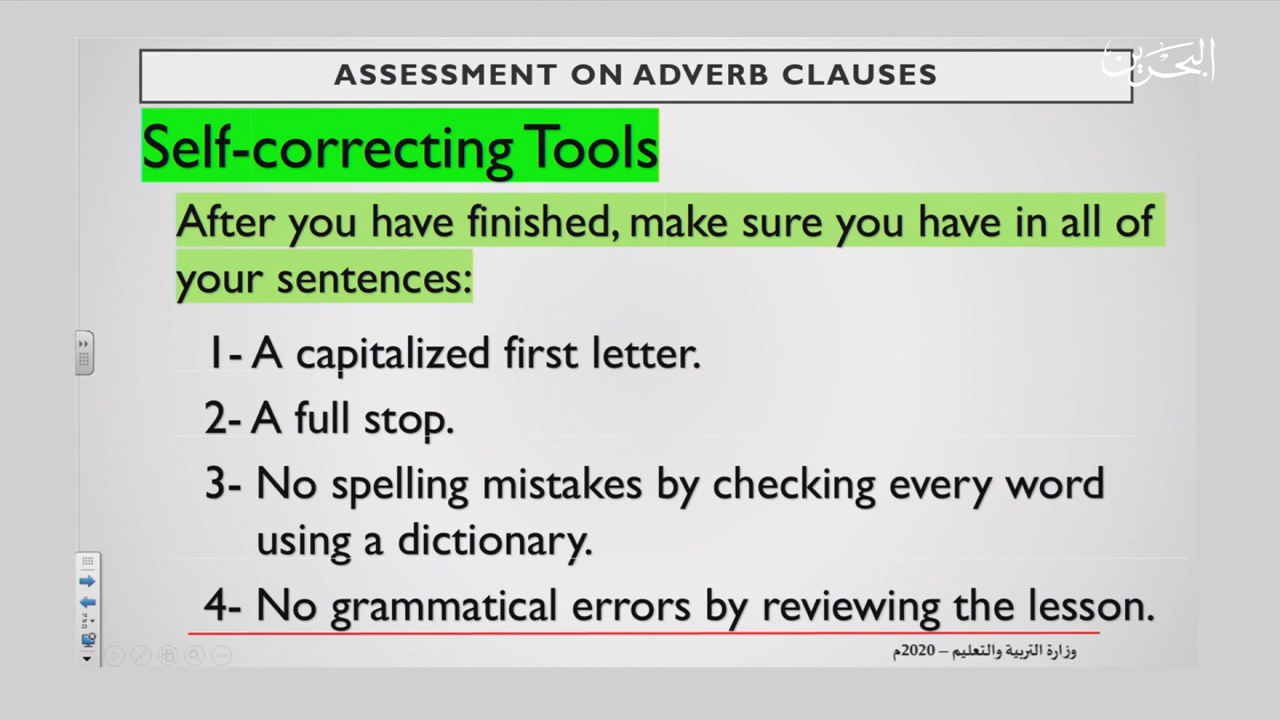 البحرين
ASSESSMENT ON ADVERB CLAUSES
Self-correcting Tools
After you have finished, make sure you have in all of
your sentences:
1- A capitalized first letter.
2- A full stop.
3- No spelling mistakes by checking every word
using a dictionary.
4- No grammatical errors by reviewing the lesson.
وزارة التربية والتعليم – 2020م